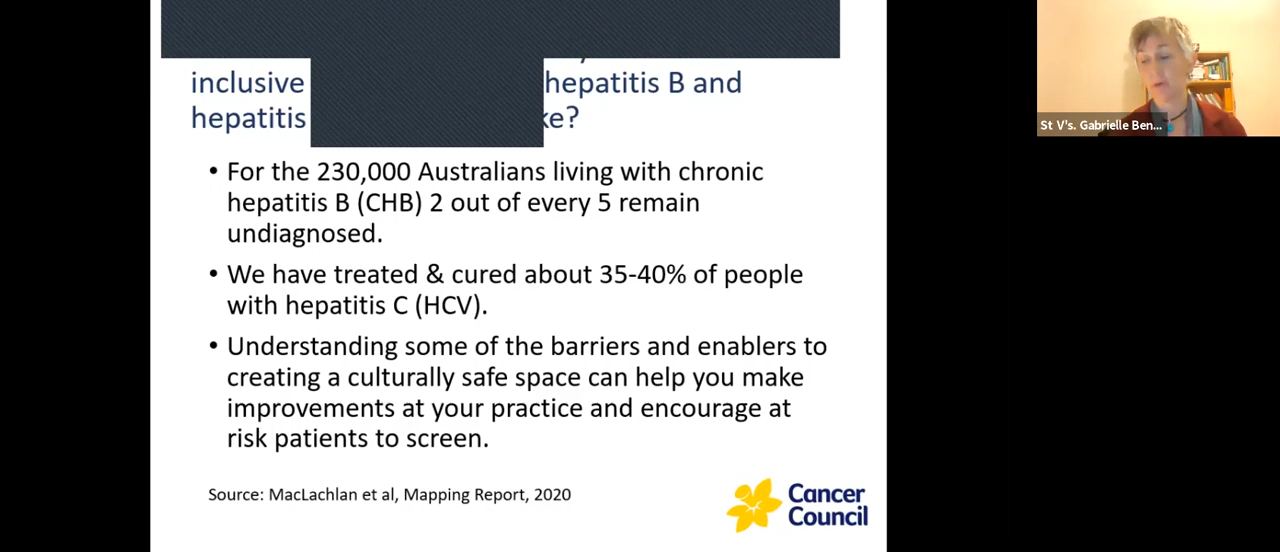 inclusive hepatitis B and
hepatitis
• For the 230,000 Australians living with chronic
hepatitis B (CHB) 2 out of every 5 remain
undiagnosed.
• We have treated & cured about 35-40% of people
with hepatitis C (HCV).
• Understanding some of the barriers and enablers to
creating a culturally safe space can help you make
improvements at your practice and encourage at
risk patients to screen.
Source: MacLachlan et al, Mapping Report, 2020
Cancer
Council
St V's. Gabrielle Ben...